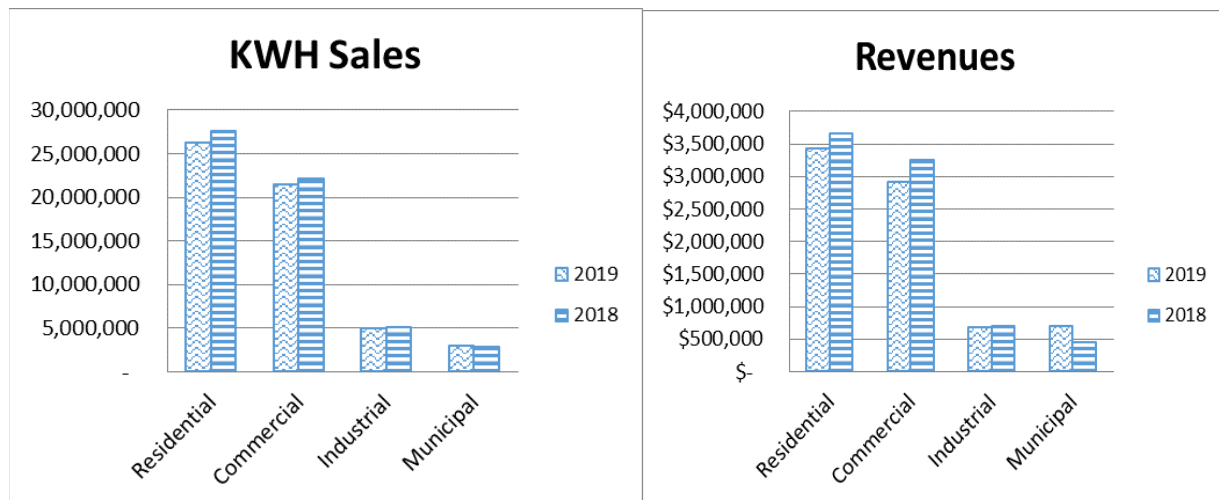 KWH Sales
30,000,000
25,000,000
20,000,000
15,000,000
10,000,000
5,000,000
-
Residential
Commercial
Industrial
Municipal
2019
2018
Revenues
$4,000,000
$3,500,000
$3,000,000
$2,500,000
$2,000,000
$1,500,000
$1,000,000
$500,000
$-
Residential
Commercial
Industrial
Municipal
2019
2018